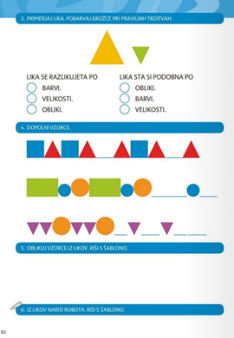 3. PRIMERJAJ LIKA. POBARVAJ KROŽCE PRI PRAVILNIH TRDITVAH.
LIKA SE RAZLIKUJETA PO
BARVI.
VELIKOSTI.
OBLIKI.
LIKA STA SI PODOBNA PO
OBLIKI.
BARVI.
VELIKOSTI.
4. DOPOLNI VZORCE.
5. OBLIKUJ VZORCE IZ LIKOV. RIŠI S ŠABLONO.
6. IZ LIKOV NARIŠI ROBOTA. RIŠI S ŠABLONO.
83